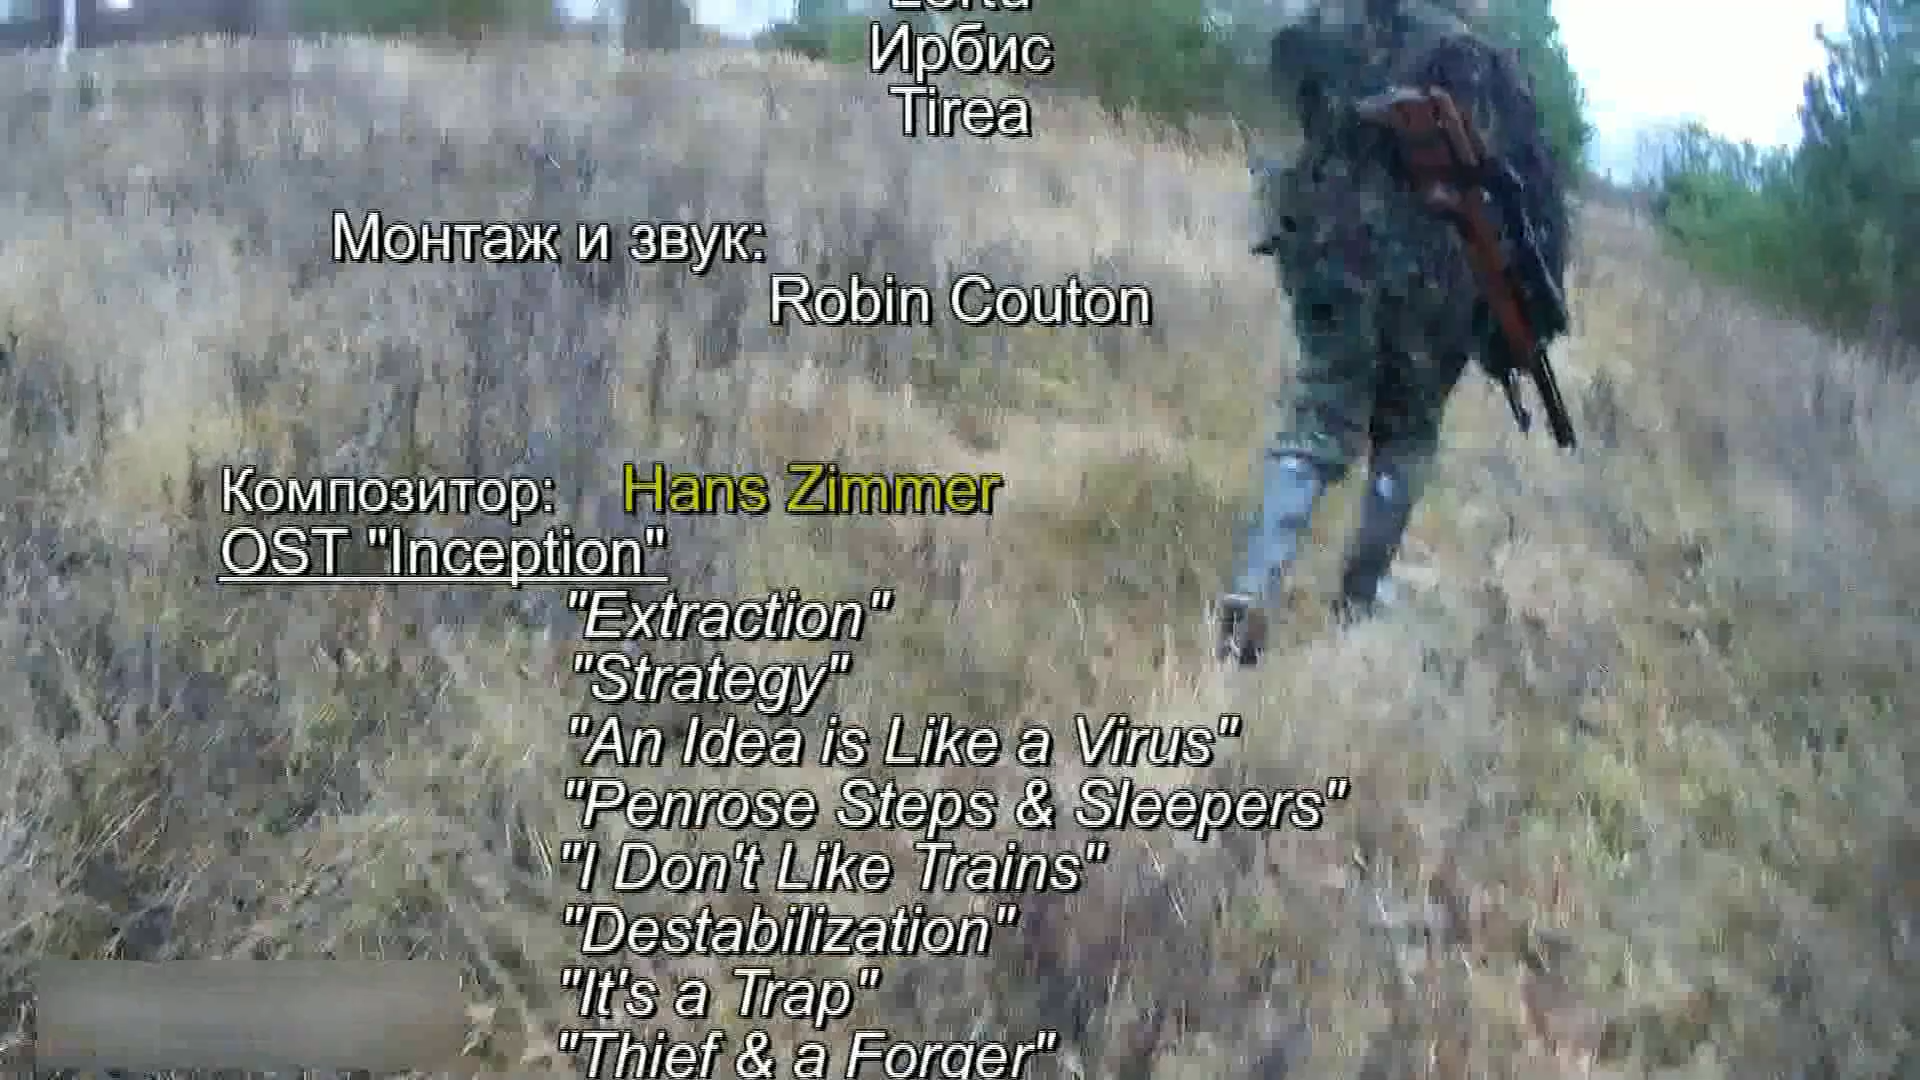 Ирбис
Tirea
Монтаж и звук:
Robin Couton
Композитор: Hans Zimmer
OST "Inception"
"Extraction"
"Strategy"
"An Idea is Like a Virus"
"Penrose Steps & Sleepers"
"I Don't Like Trains"
"Destabilization"
"It's a Trap"
"Thief & a Forger"